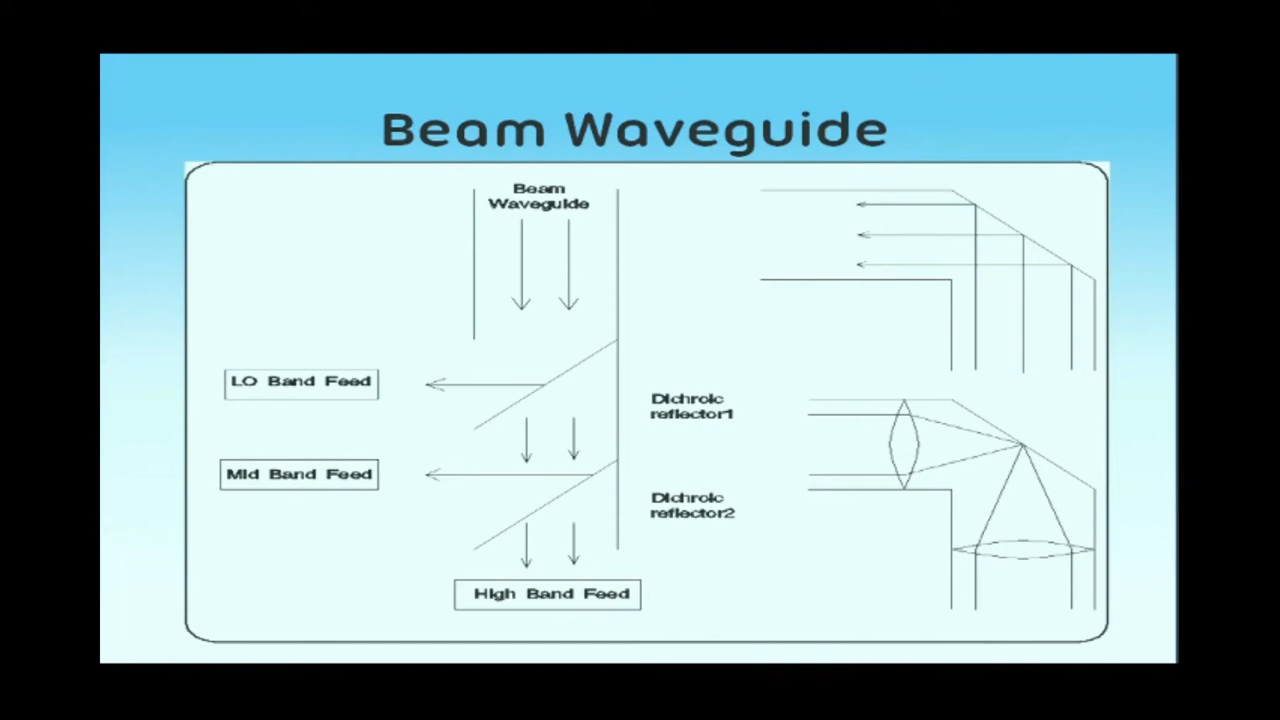 Beam Waveguide
Beam
Waveguide
LO Band Feed
Dichroic
reflector1
Mid Band Feed
Dichroic
reflector2
High Band Feed